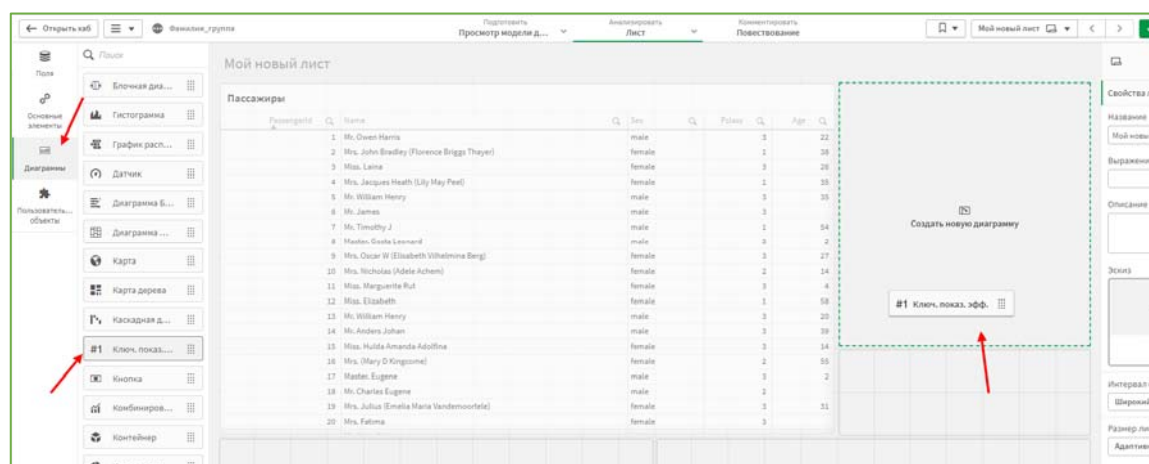 ← Открыть хаб
Фамилия_группа
Подготовить
Просмотр модели д...
Анализировать
Лист
Комментировать
Повествование
Мой новый лист
Поля
Основные элементы
Диаграммы
Пользователь... объекты
Поиск
Блочная диа...
Гистограмма
График расп...
Датчик
Диаграмма Б...
Диаграмма ...
Карта
Карта дерева
Каскадная д...
#1 Ключ. показ....
Кнопка
Комбиниров...
Контейнер
Мой новый лист
Пассажиры
PassengerId Name Sex Pclass Age
1 Mr. Owen Harris male 3 22
2 Mrs. John Bradley (Florence Briggs Thayer) female 1 38
3 Miss. Laina female 3 26
4 Mrs. Jacques Heath (Lily May Peel) female 1 35
5 Mr. William Henry male 3 35
6 Mr. James male 3
7 Mr. Timothy J male 1 54
8 Master. Gosta Leonard male 3 2
9 Mrs. Oscar W (Elisabeth Vilhelmina Berg) female 3 27
10 Mrs. Nicholas (Adele Achem) female 2 14
11 Miss. Marguerite Rut female 3 4
12 Miss. Elizabeth female 1 58
13 Mr. William Henry male 3 20
14 Mr. Anders Johan male 3 39
15 Miss. Hulda Amanda Adolfina female 3 14
16 Mrs. (Mary D Kingcome) female 2 55
17 Master. Eugene male 3 2
18 Mr. Charles Eugene male 2
19 Mrs. Julius (Emelia Maria Vandemoortele) female 3 31
20 Mrs. Fatima female 3
Создать новую диаграмму
#1 Ключ. показ. эфф.
Свойства
Название
Мой новы
Выражени
Описание
Эскиз
Интервал
Широкий
Размер ли
Адаптивн